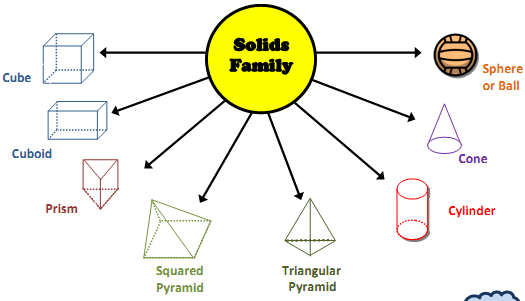 Solids
Family
Cube
Sphere
or Ball
Cuboid
Cone
Prism
Cylinder
Squared
Pyramid
Triangular
Pyramid